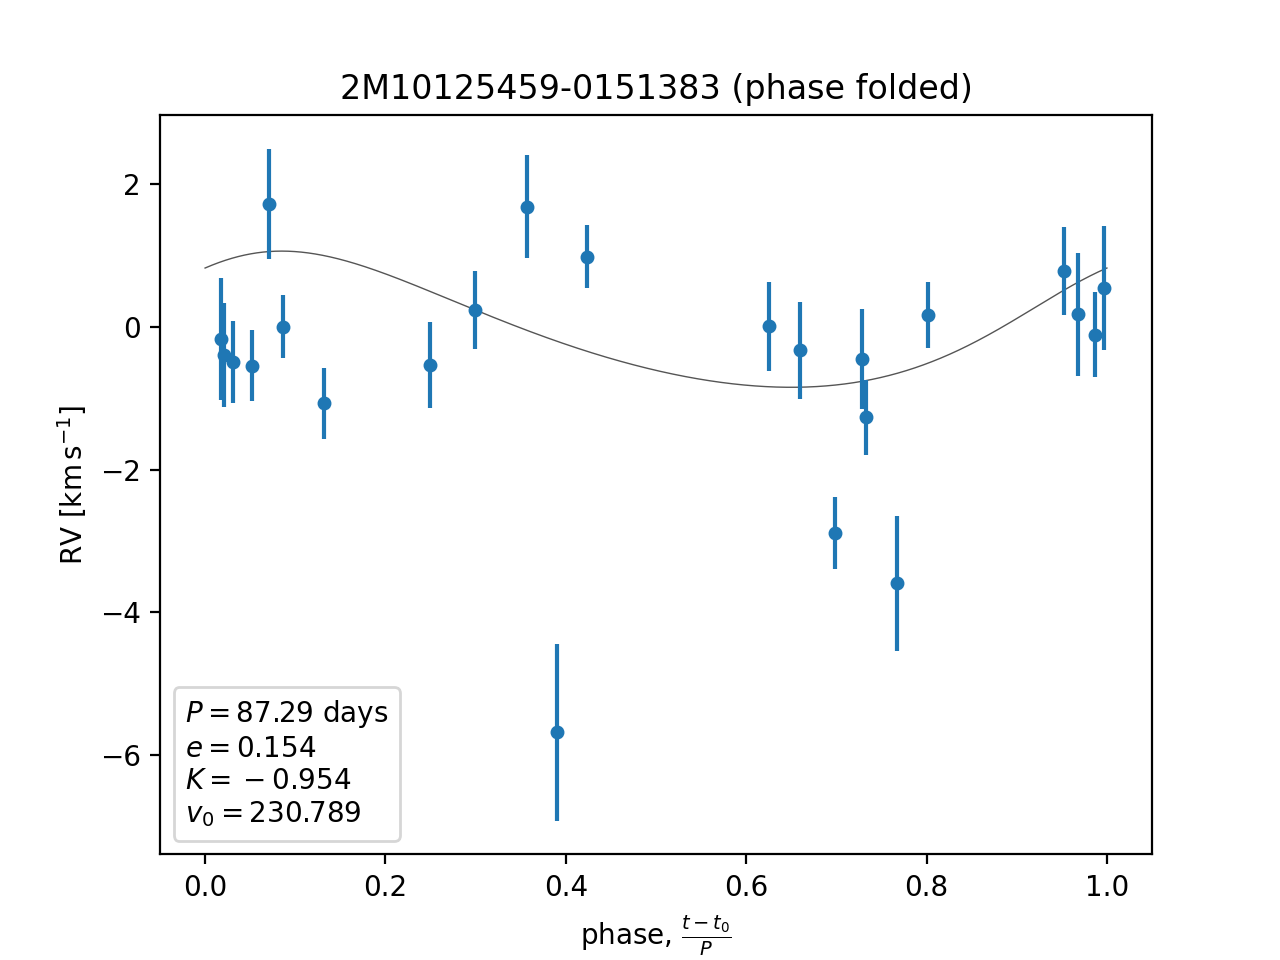 2M10125459-0151383 (phase folded)
RV [km s⁻¹]
2
0
−2
−4
−6
P = 87.29 days
e = 0.154
K = −0.954
v₀ = 230.789
0.0 0.2 0.4 0.6 0.8 1.0
phase, (t − t₀)/P